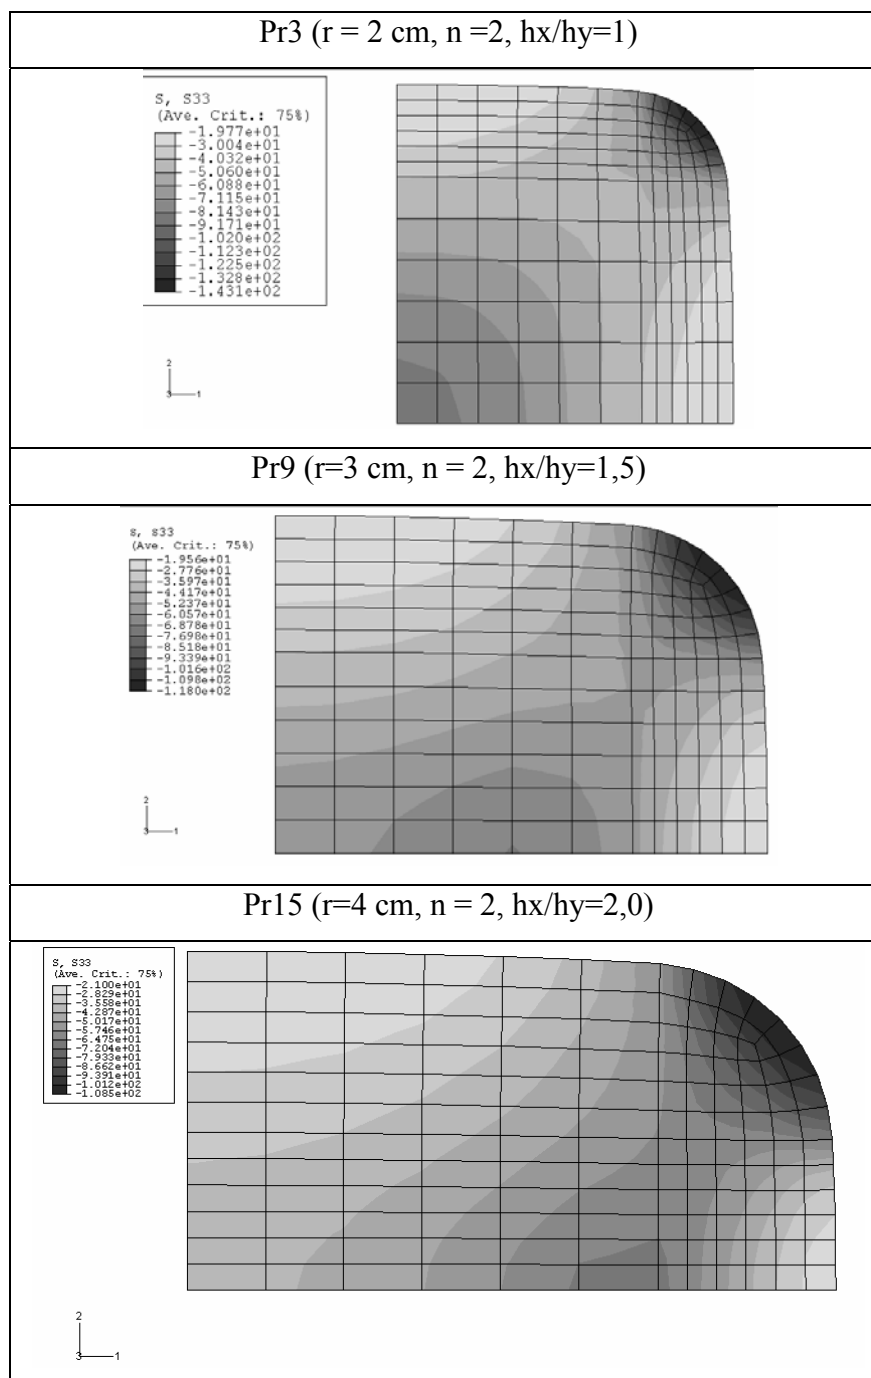 Pr3 (r = 2 cm, n =2, hx/hy=1)
S, S33
(Ave. Crit.: 75%)
-1.977e+01
-3.004e+01
-4.032e+01
-5.060e+01
-6.088e+01
-7.115e+01
-8.143e+01
-9.171e+01
-1.020e+02
-1.123e+02
-1.225e+02
-1.328e+02
-1.431e+02
2
3 1
Pr9 (r=3 cm, n = 2, hx/hy=1,5)
S, S33
(Ave. Crit.: 75%)
-1.956e+01
-2.776e+01
-3.597e+01
-4.417e+01
-5.237e+01
-6.057e+01
-6.878e+01
-7.698e+01
-8.518e+01
-9.339e+01
-1.016e+02
-1.098e+02
-1.180e+02
2
3 1
Pr15 (r=4 cm, n = 2, hx/hy=2,0)
S, S33
(Ave. Crit.: 75%)
-2.100e+01
-2.829e+01
-3.558e+01
-4.287e+01
-5.017e+01
-5.746e+01
-6.475e+01
-7.204e+01
-7.933e+01
-8.662e+01
-9.391e+01
-1.012e+02
-1.085e+02
2
3 1